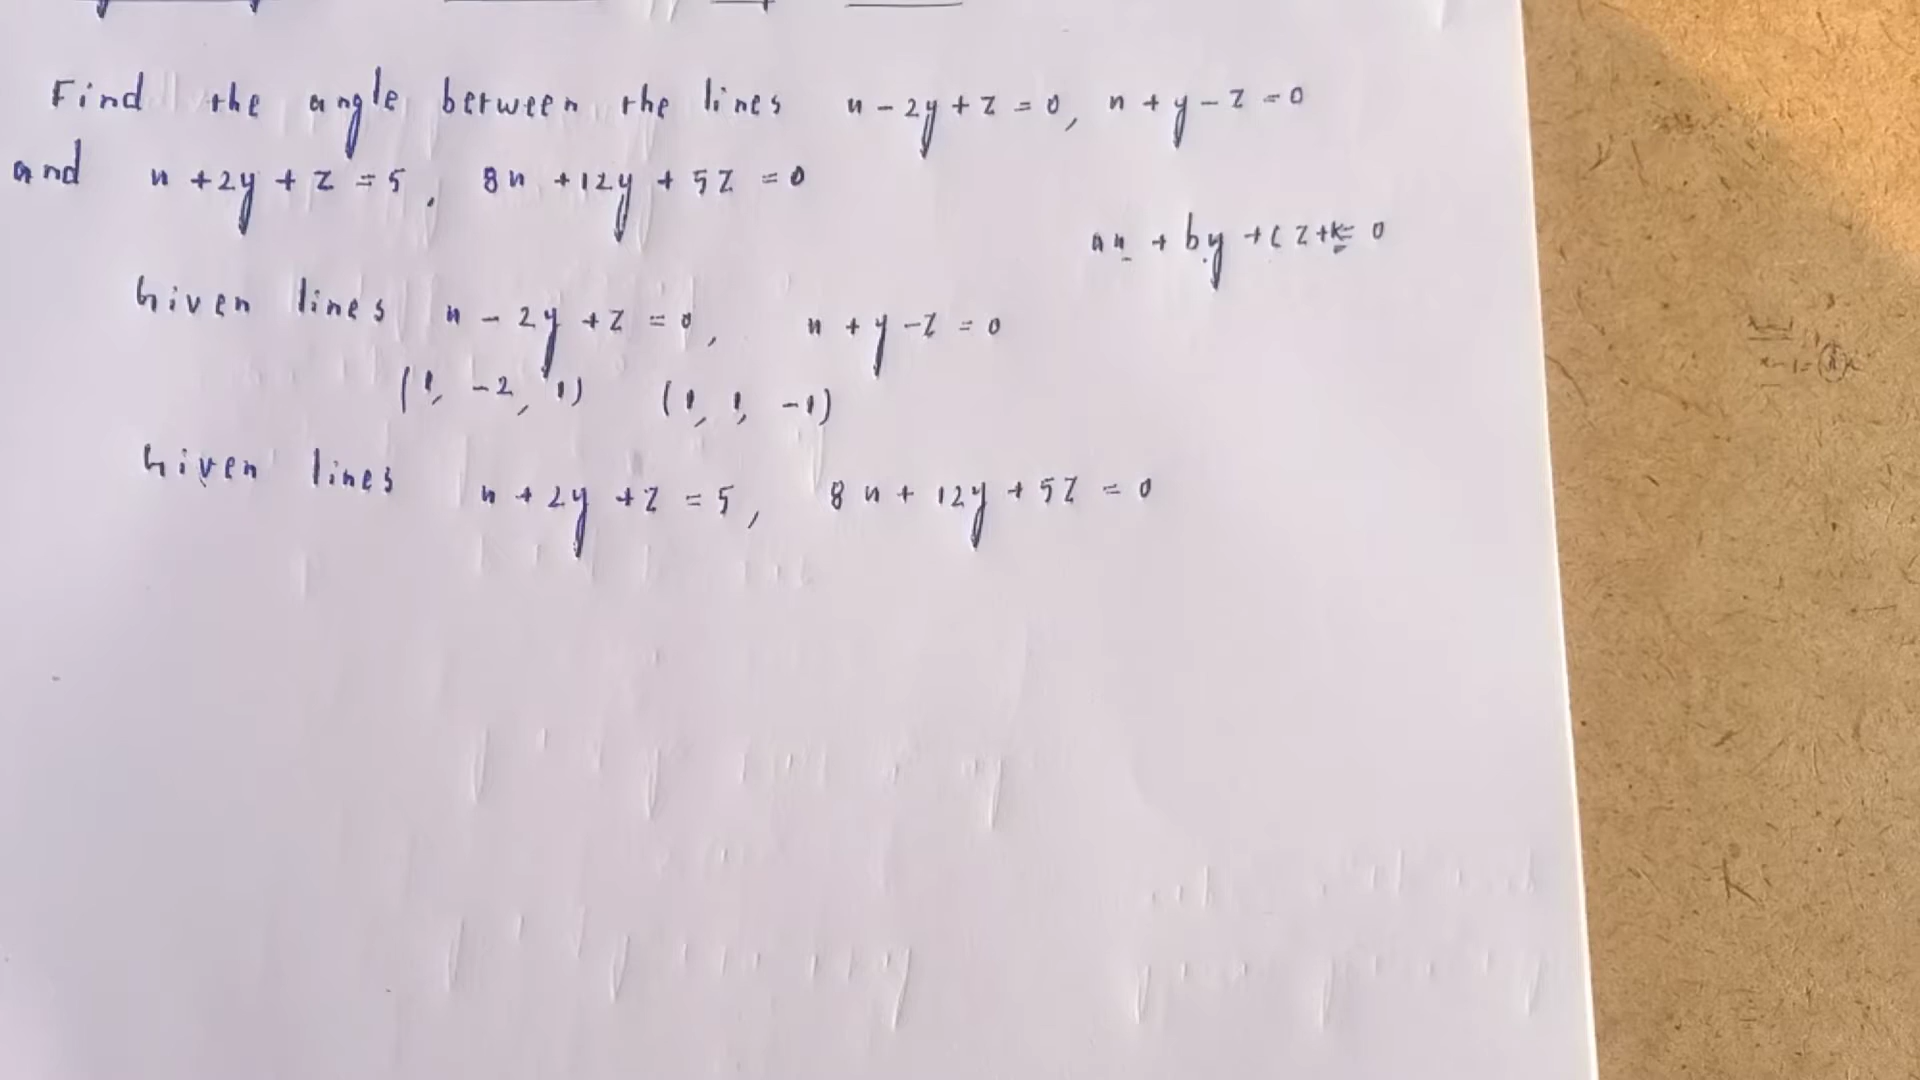 Find the angle between the lines x - 2y + z = 0, x + y - z = 0
and x + 2y + z = 5, 8x + 12y + 5z = 0
ax + by + cz + k = 0
Given lines x - 2y + z = 0, x + y - z = 0
(1, -2, 1) (1, 1, -1)
Given lines x + 2y + z = 5, 8x + 12y + 5z = 0